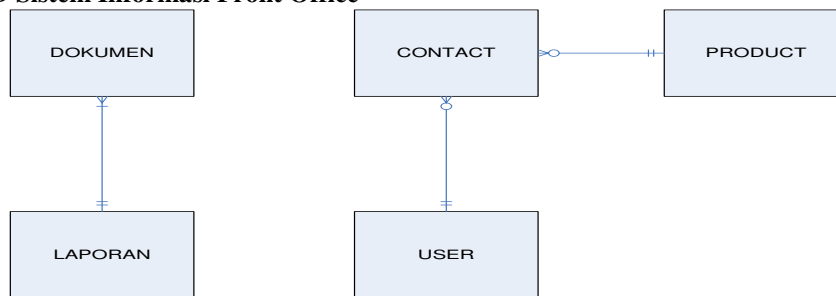 Sistem Informasi Front Office
DOKUMEN
CONTACT
PRODUCT
LAPORAN
USER